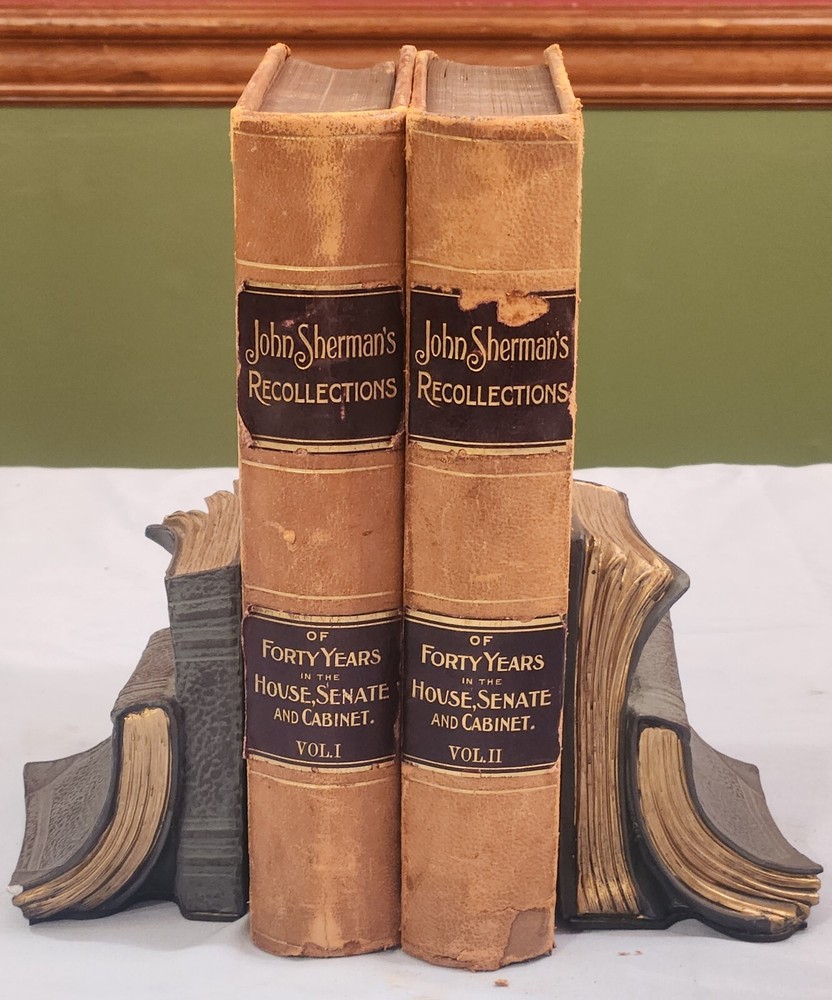 John Sherman's
RECOLLECTIONS
OF
FORTY YEARS
IN THE
HOUSE, SENATE
AND CABINET.
VOL. I
John Sherman's
RECOLLECTIONS
OF
FORTY YEARS
IN THE
HOUSE, SENATE
AND CABINET.
VOL. II